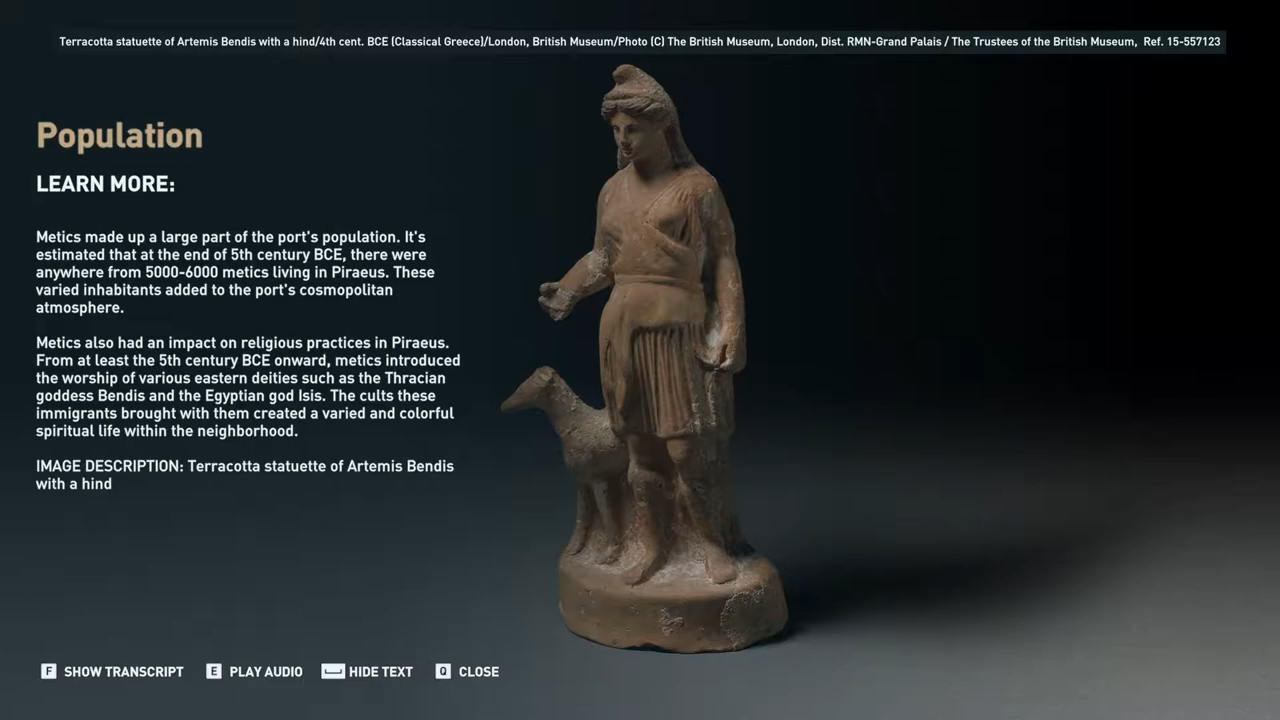 Terracotta statuette of Artemis Bendis with a hind/4th cent. BCE (Classical Greece)/London, British Museum/Photo (C) The British Museum, London, Dist. RMN-Grand Palais / The Trustees of the British Museum, Ref. 15-557123
Population
LEARN MORE:
Metics made up a large part of the port's population. It's
estimated that at the end of 5th century BCE, there were
anywhere from 5000-6000 metics living in Piraeus. These
varied inhabitants added to the port's cosmopolitan
atmosphere.
Metics also had an impact on religious practices in Piraeus.
From at least the 5th century BCE onward, metics introduced
the worship of various eastern deities such as the Thracian
goddess Bendis and the Egyptian god Isis. The cults these
immigrants brought with them created a varied and colorful
spiritual life within the neighborhood.
IMAGE DESCRIPTION: Terracotta statuette of Artemis Bendis
with a hind
F SHOW TRANSCRIPT E PLAY AUDIO HIDE TEXT Q CLOSE